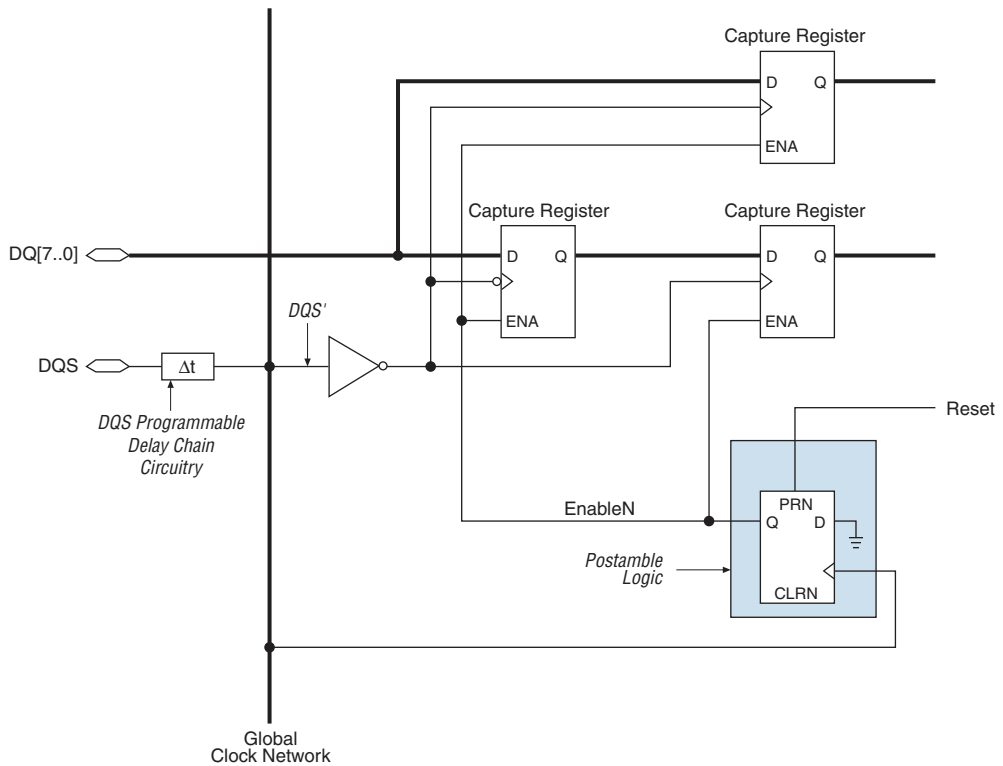 Capture Register
D Q
ENA
Capture Register
Capture Register
DQ[7..0]
D Q
D Q
ENA
ENA
DQS'
DQS
Δt
DQS Programmable
Delay Chain
Circuitry
Reset
EnableN
PRN
Q D
CLRN
Postamble
Logic
Global
Clock Network